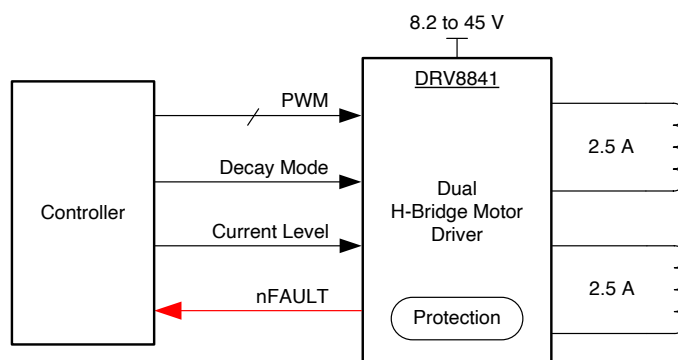 8.2 to 45 V
DRV8841
PWM
Decay Mode
Controller
Current Level
nFAULT
Dual
H-Bridge Motor
Driver
Protection
2.5 A
2.5 A